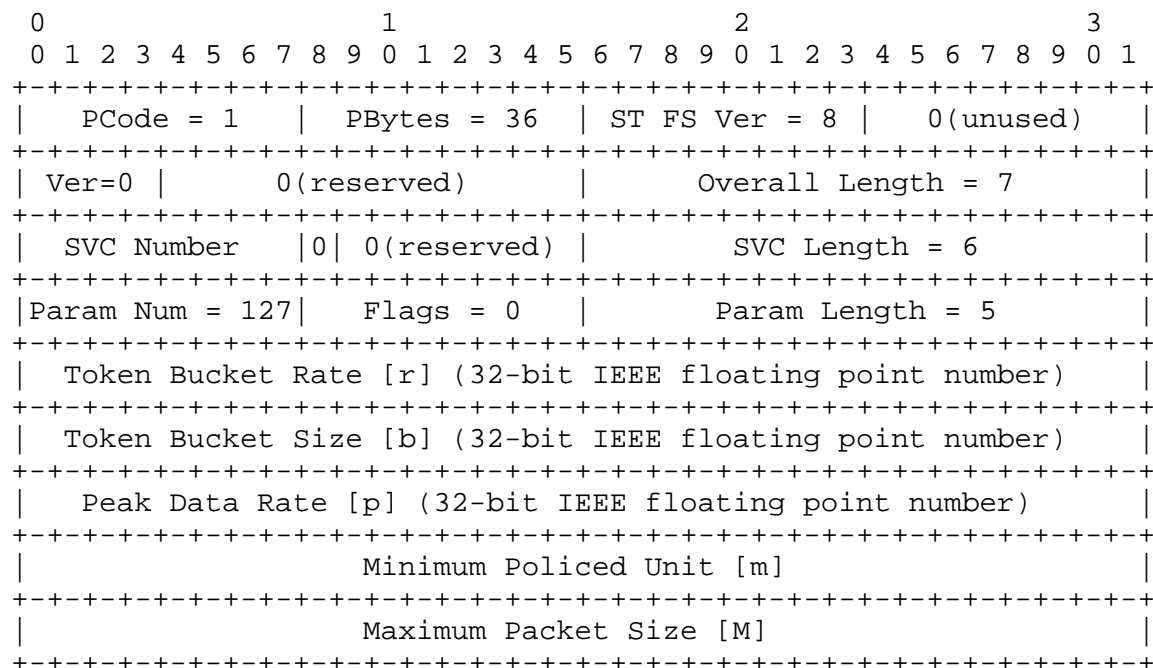 0                   1                   2                   3
 0 1 2 3 4 5 6 7 8 9 0 1 2 3 4 5 6 7 8 9 0 1 2 3 4 5 6 7 8 9 0 1
+-+-+-+-+-+-+-+-+-+-+-+-+-+-+-+-+-+-+-+-+-+-+-+-+-+-+-+-+-+-+-+-+
|   PCode = 1   |  PBytes = 36  | ST FS Ver = 8 |   0(unused)   |
+-+-+-+-+-+-+-+-+-+-+-+-+-+-+-+-+-+-+-+-+-+-+-+-+-+-+-+-+-+-+-+-+
| Ver=0 |      0(reserved)      |      Overall Length = 7       |
+-+-+-+-+-+-+-+-+-+-+-+-+-+-+-+-+-+-+-+-+-+-+-+-+-+-+-+-+-+-+-+-+
|  SVC Number   |0| 0(reserved) |        SVC Length = 6         |
+-+-+-+-+-+-+-+-+-+-+-+-+-+-+-+-+-+-+-+-+-+-+-+-+-+-+-+-+-+-+-+-+
|Param Num = 127|   Flags = 0   |       Param Length = 5        |
+-+-+-+-+-+-+-+-+-+-+-+-+-+-+-+-+-+-+-+-+-+-+-+-+-+-+-+-+-+-+-+-+
|  Token Bucket Rate [r] (32-bit IEEE floating point number)    |
+-+-+-+-+-+-+-+-+-+-+-+-+-+-+-+-+-+-+-+-+-+-+-+-+-+-+-+-+-+-+-+-+
|  Token Bucket Size [b] (32-bit IEEE floating point number)    |
+-+-+-+-+-+-+-+-+-+-+-+-+-+-+-+-+-+-+-+-+-+-+-+-+-+-+-+-+-+-+-+-+
|   Peak Data Rate [p] (32-bit IEEE floating point number)      |
+-+-+-+-+-+-+-+-+-+-+-+-+-+-+-+-+-+-+-+-+-+-+-+-+-+-+-+-+-+-+-+-+
|                   Minimum Policed Unit [m]                    |
+-+-+-+-+-+-+-+-+-+-+-+-+-+-+-+-+-+-+-+-+-+-+-+-+-+-+-+-+-+-+-+-+
|                   Maximum Packet Size [M]                     |
+-+-+-+-+-+-+-+-+-+-+-+-+-+-+-+-+-+-+-+-+-+-+-+-+-+-+-+-+-+-+-+-+